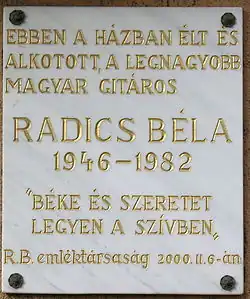 EBBEN A HÁZBAN ÉLT ÉS
ALKOTOTT, A LEGNAGYOBB
MAGYAR GITÁROS
RADICS BÉLA
1946-1982
"BÉKE ÉS SZERETET
LEGYEN A SZÍVBEN„
R.B. emléktársaság 2000.II.6-án